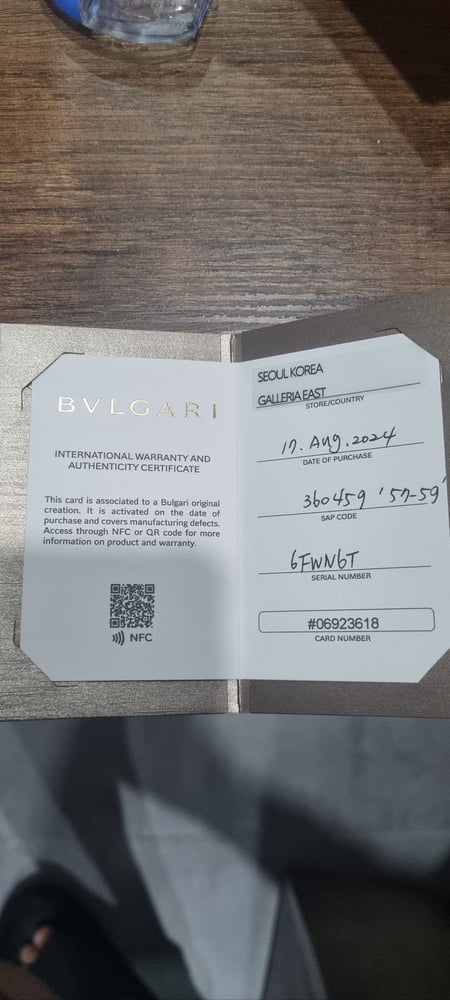 BVLGARI
INTERNATIONAL WARRANTY AND
AUTHENTICITY CERTIFICATE
This card is associated to a Bulgari original
creation. It is activated on the date of
purchase and covers manufacturing defects.
Access through NFC or QR code for more
information on product and warranty.
NFC
SEOUL KOREA
GALLERIA EAST
STORE/COUNTRY
17. Aug. 2024
DATE OF PURCHASE
360459 '57-59'
SAP CODE
6FWN6T
SERIAL NUMBER
#06923618
CARD NUMBER